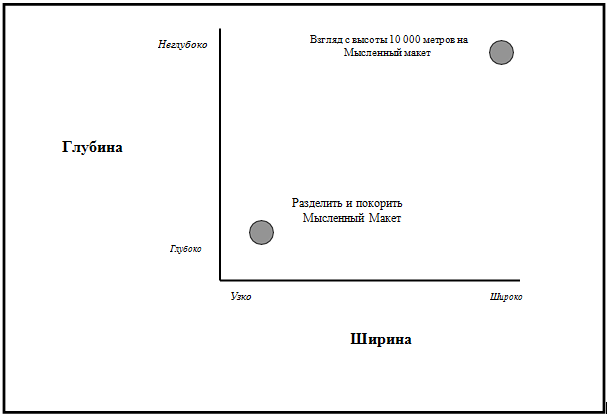 Неглубоко
Взгляд с высоты 10 000 метров на
Мысленный макет
Глубина
Разделить и покорить
Мысленный Макет
Глубоко
Узко
Широко
Ширина